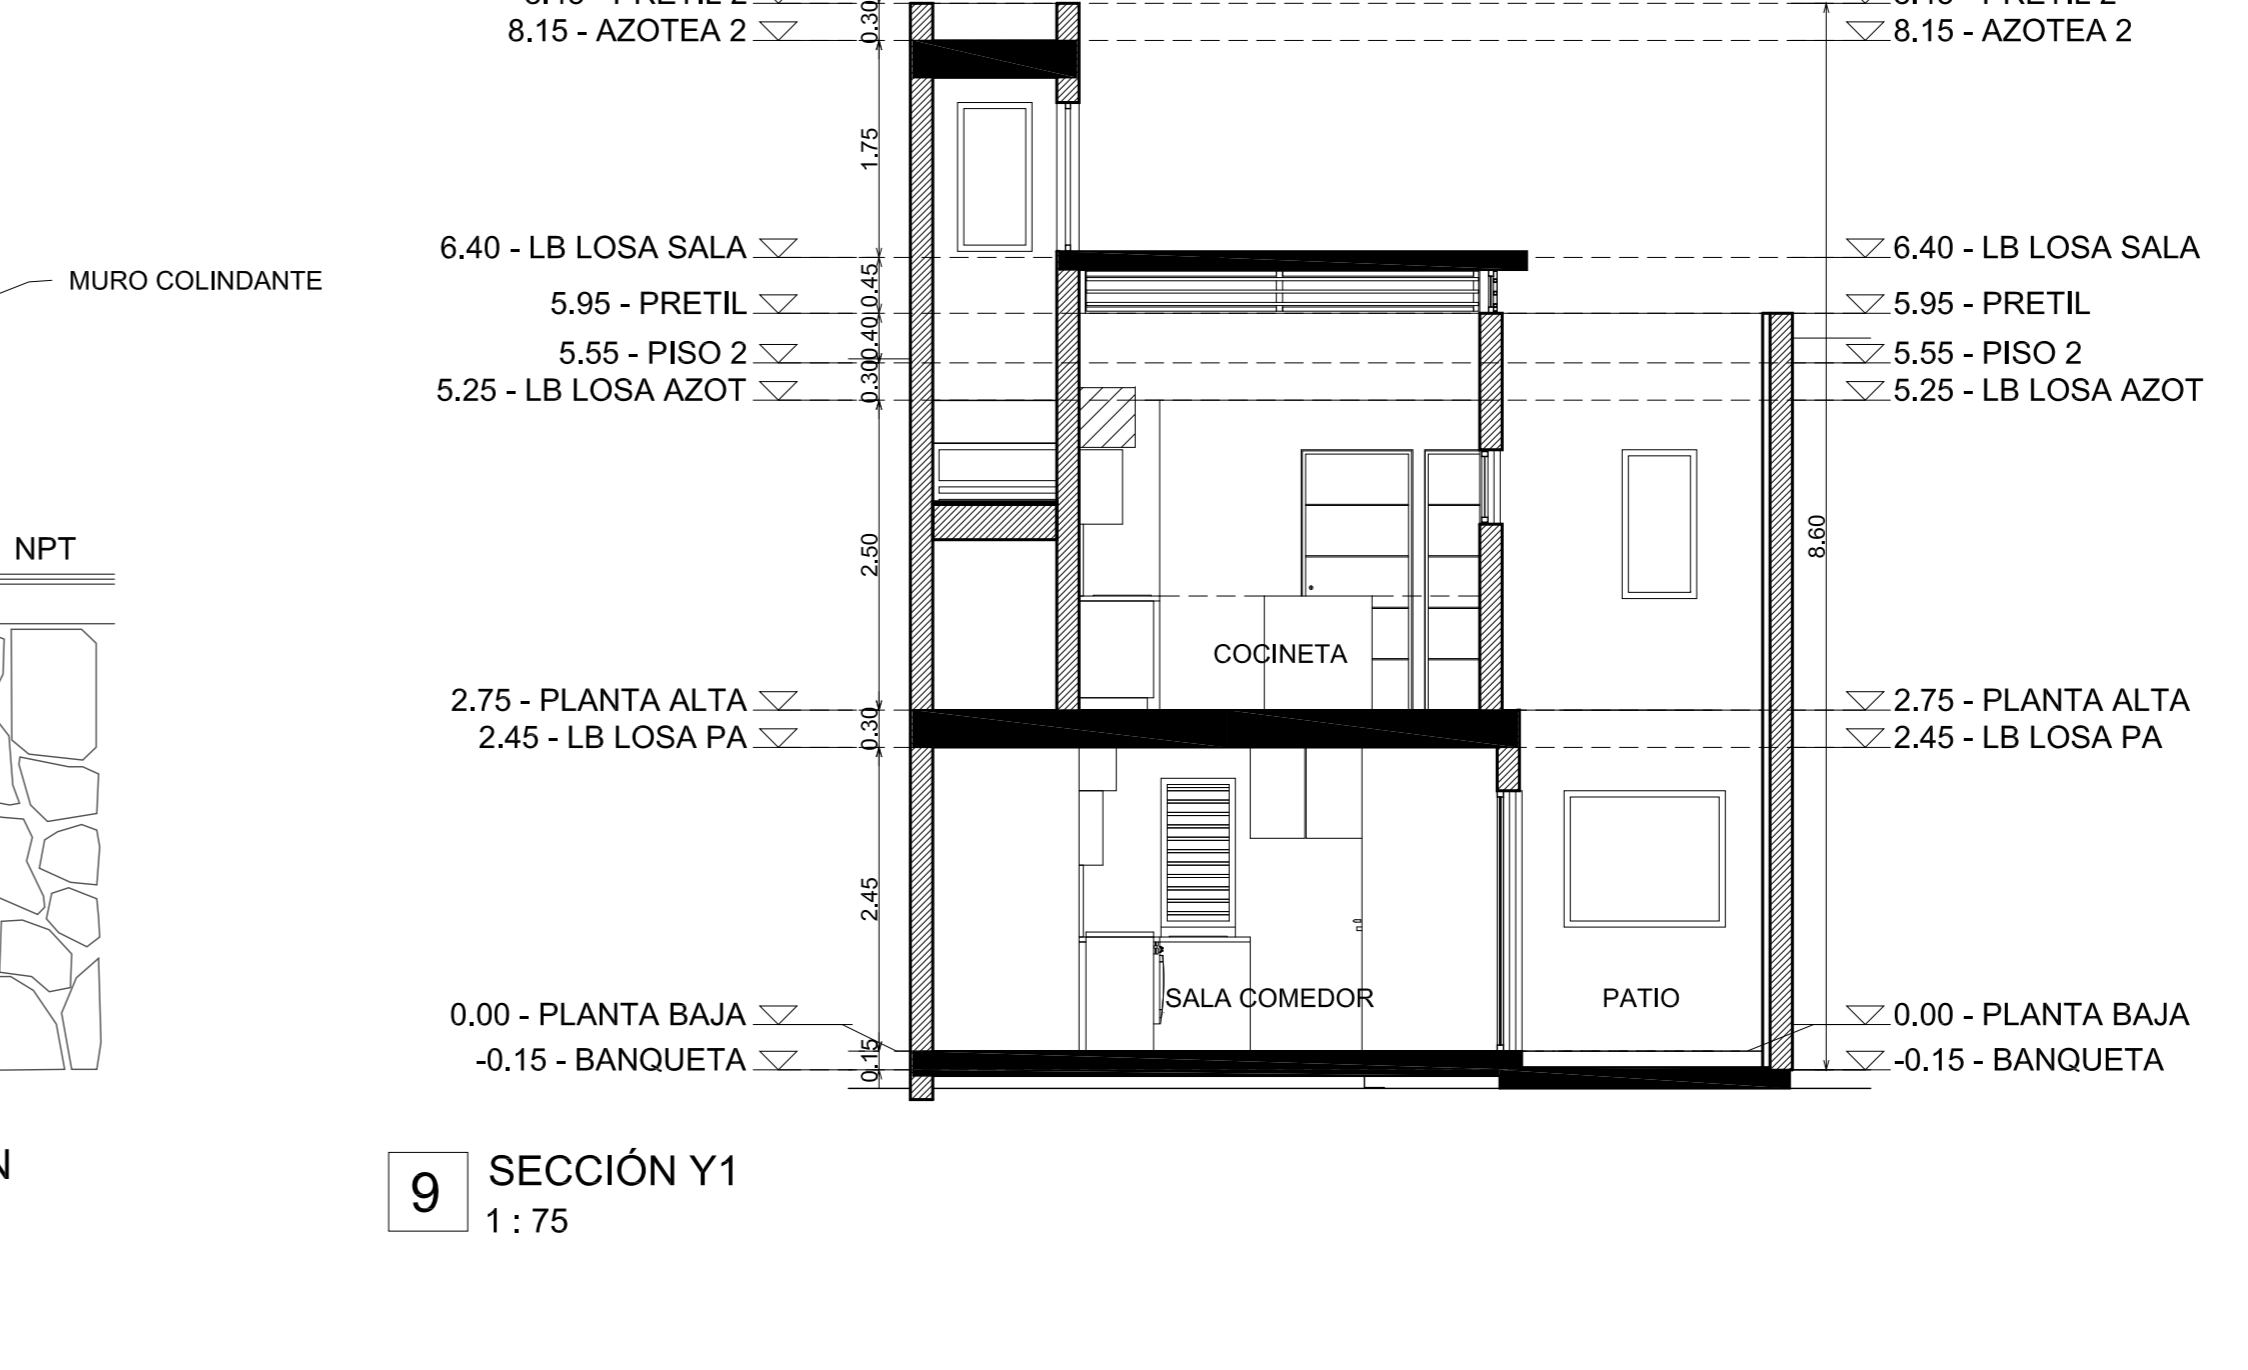 8.15 - AZOTEA 2
8.15 - AZOTEA 2
0.30
1.75
6.40 - LB LOSA SALA
6.40 - LB LOSA SALA
MURO COLINDANTE
0.45
5.95 - PRETIL
5.95 - PRETIL
0.40
5.55 - PISO 2
5.55 - PISO 2
0.30
5.25 - LB LOSA AZOT
5.25 - LB LOSA AZOT
NPT
2.50
8.60
COCINETA
2.75 - PLANTA ALTA
2.75 - PLANTA ALTA
0.30
2.45 - LB LOSA PA
2.45 - LB LOSA PA
2.45
SALA COMEDOR
PATIO
0.00 - PLANTA BAJA
0.00 - PLANTA BAJA
0.15
-0.15 - BANQUETA
-0.15 - BANQUETA
9
SECCIÓN Y1
1 : 75